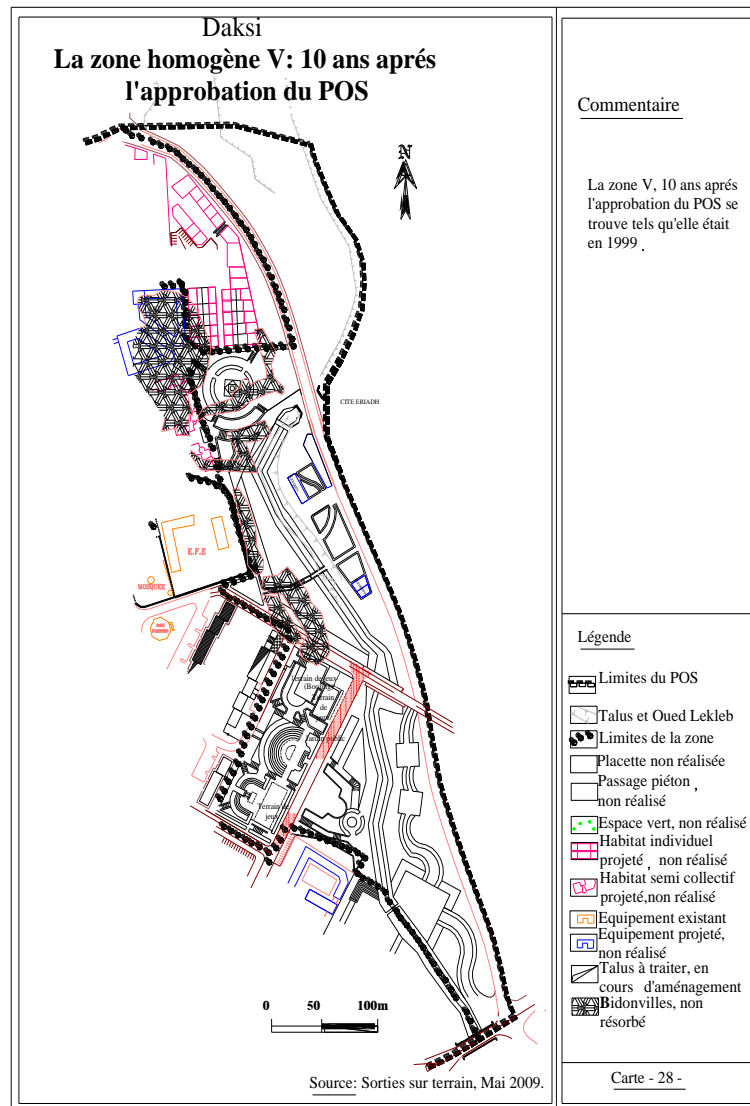 Daksi
La zone homogène V: 10 ans aprés
l'approbation du POS
N
CITE ERIADH
E.F.E
MOSQUEE
Terrain de jeux
(Bouling)
Terrain
de
Jardin public
Terrain de
jeux
0 50 100m
Source: Sorties sur terrain, Mai 2009.
Commentaire
La zone V, 10 ans aprés
l'approbation du POS se
trouve tels qu'elle était
en 1999 .
Légende
Limites du POS
Talus et Oued Lekleb
Limites de la zone
Placette non réalisée
Passage piéton ,
non réalisé
Espace vert, non réalisé
Habitat individuel
projeté , non réalisé
Habitat semi collectif
projeté,non réalisé
Equipement existant
Equipement projeté,
non réalisé
Talus à traiter, en
cours d'aménagement
Bidonvilles, non
résorbé
Carte - 28 -